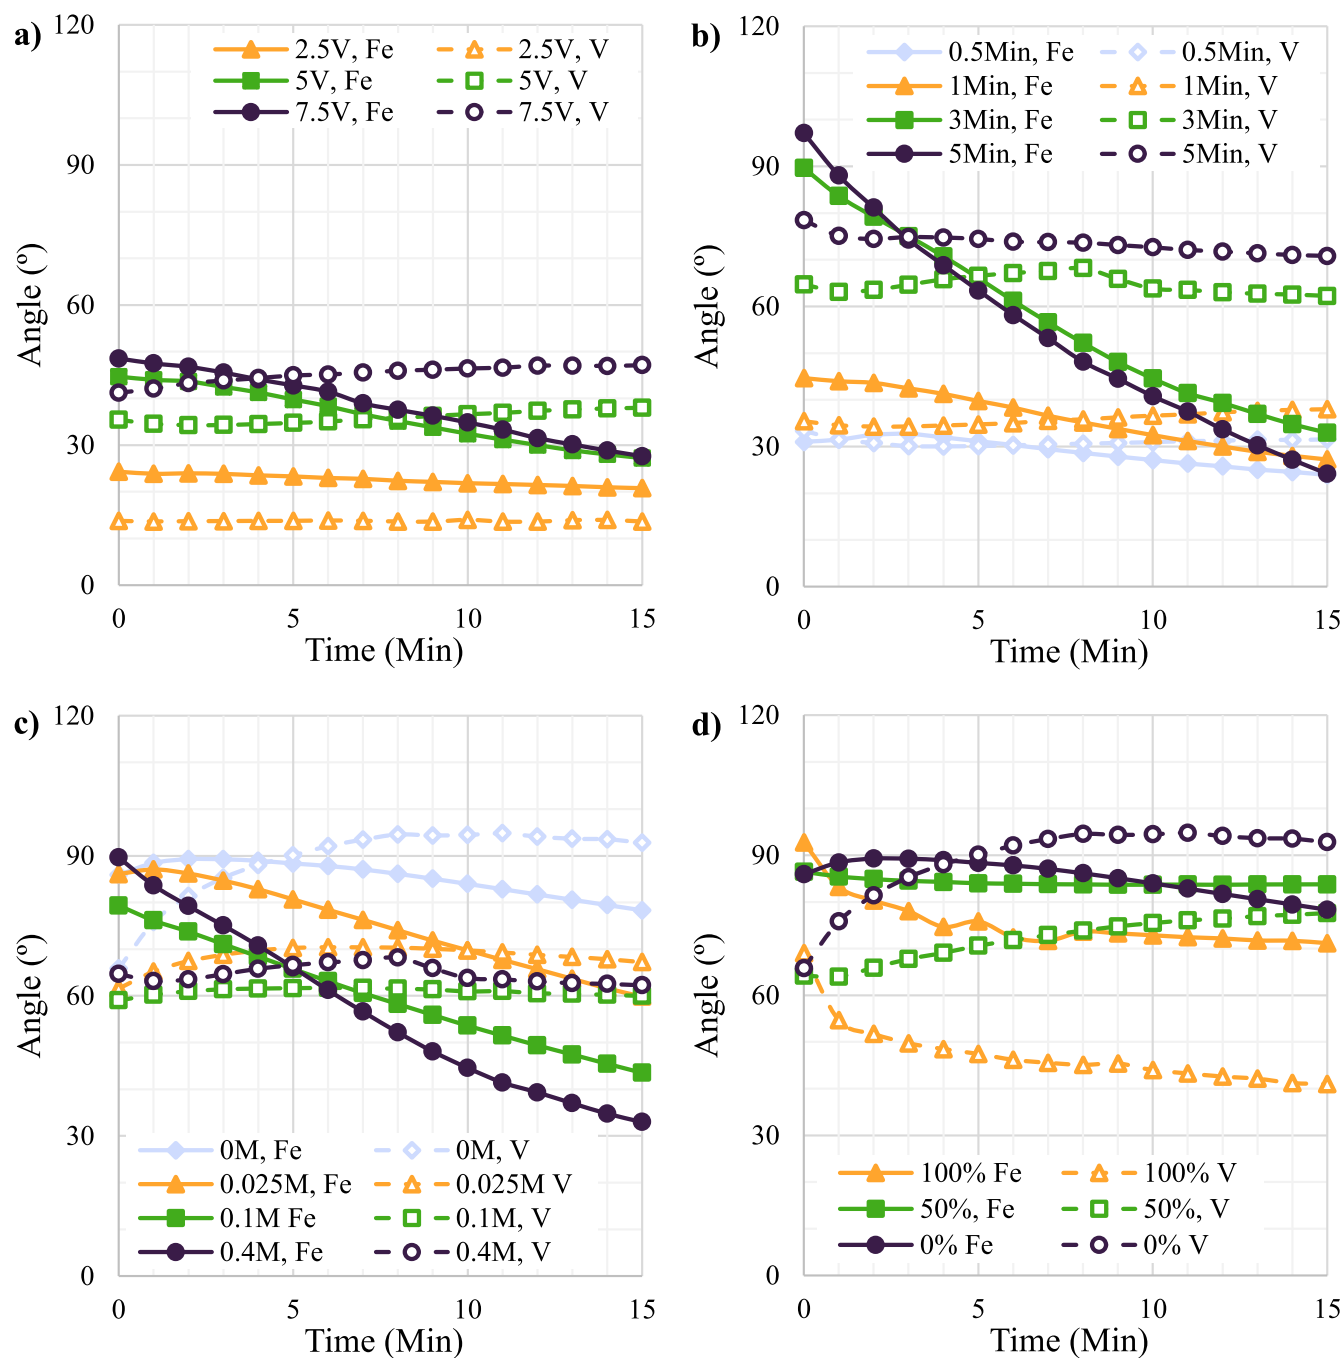 a)
120
90
60
30
0
Angle (º)
2.5V, Fe 2.5V, V
5V, Fe 5V, V
7.5V, Fe 7.5V, V
0 5 10 15
Time (Min)
b)
120
90
60
30
0
Angle (º)
0.5Min, Fe 0.5Min, V
1Min, Fe 1Min, V
3Min, Fe 3Min, V
5Min, Fe 5Min, V
0 5 10 15
Time (Min)
c)
120
90
60
30
0
Angle (º)
0M, Fe 0M, V
0.025M, Fe 0.025M V
0.1M Fe 0.1M, V
0.4M, Fe 0.4M, V
0 5 10 15
Time (Min)
d)
120
90
60
30
0
Angle (º)
100% Fe 100% V
50%, Fe 50%, V
0% Fe 0% V
0 5 10 15
Time (Min)